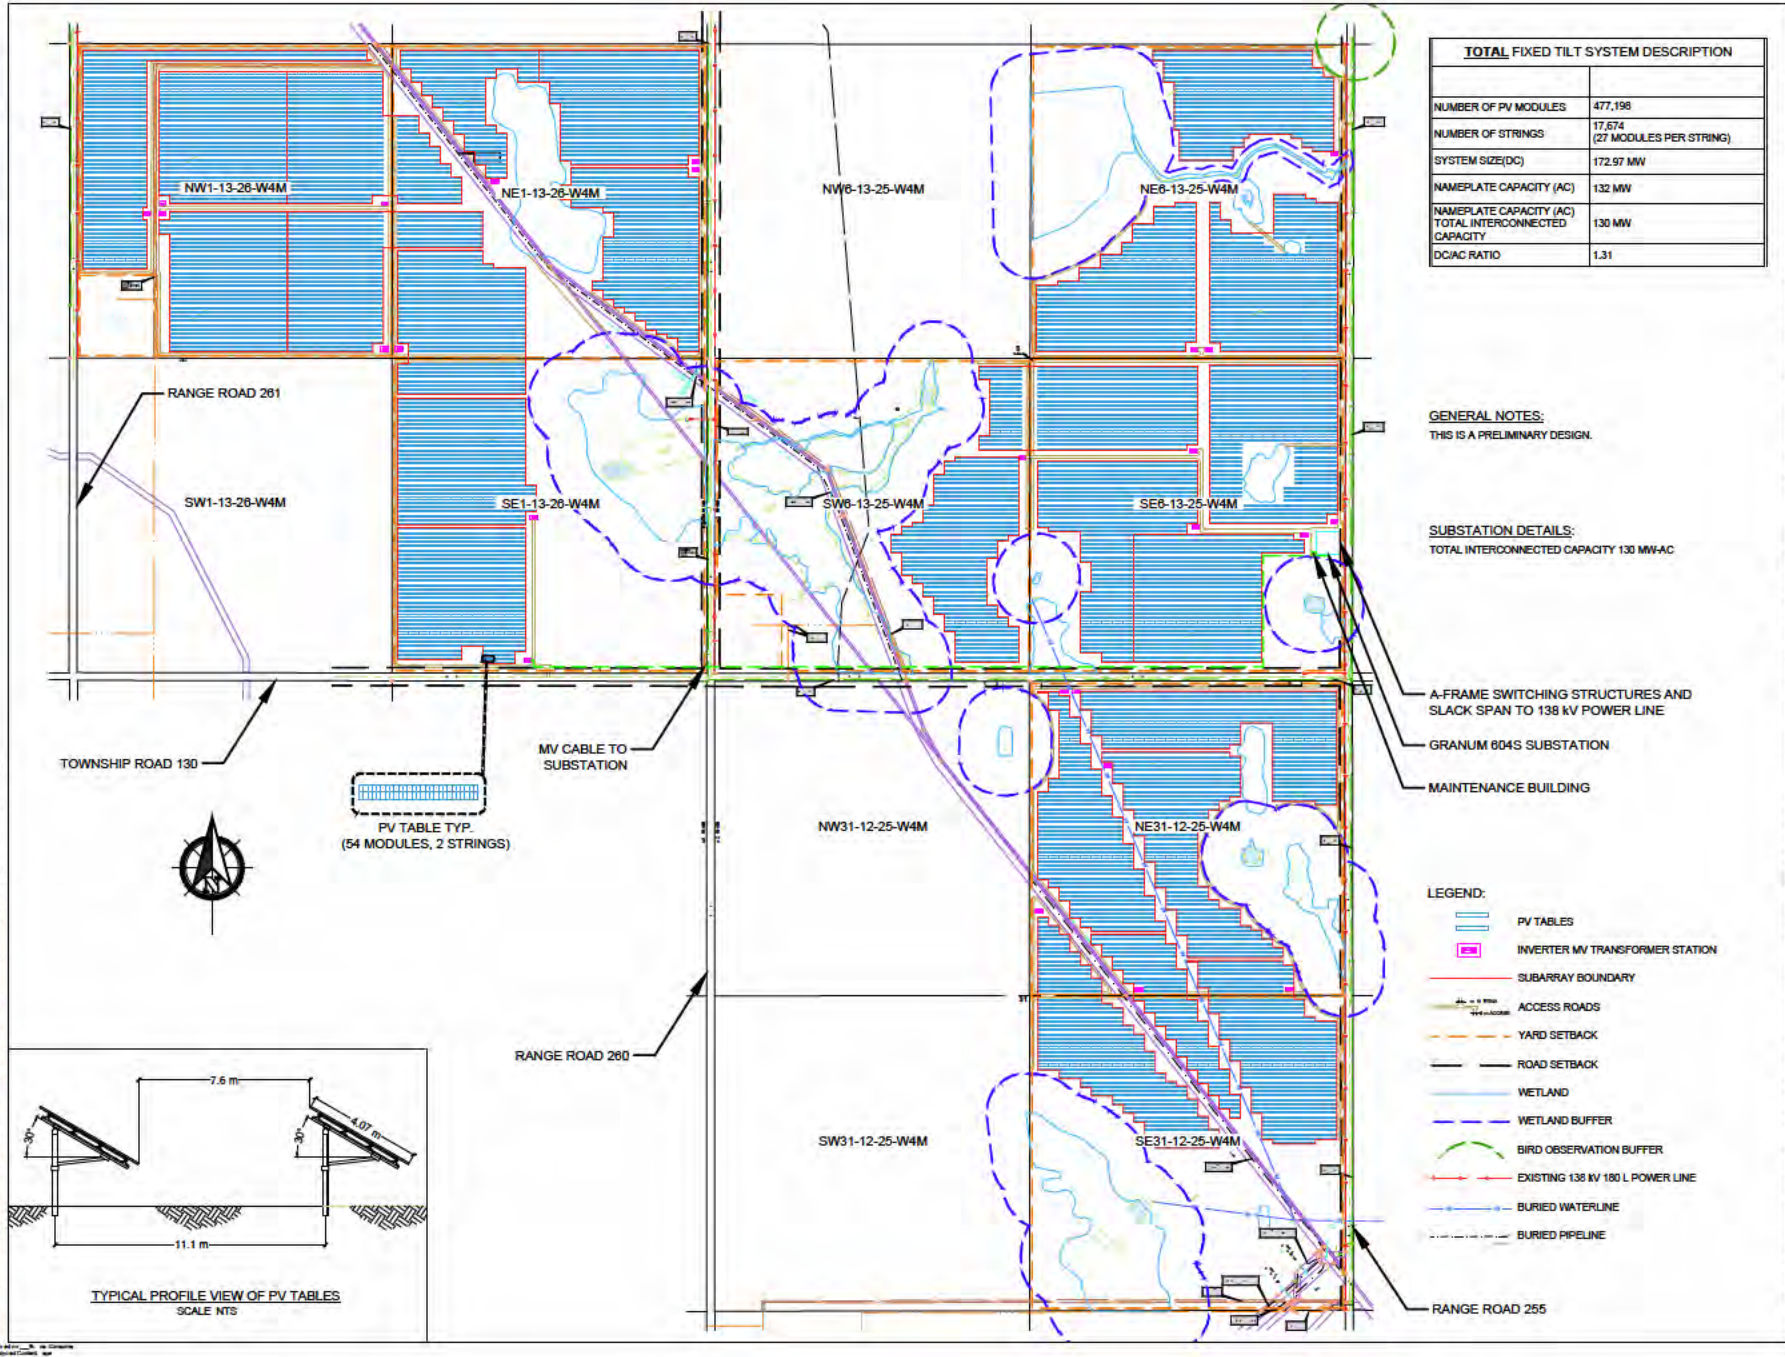 TOTAL FIXED TILT SYSTEM DESCRIPTION
NUMBER OF PV MODULES 477,198
NUMBER OF STRINGS 17,674
(27 MODULES PER STRING)
SYSTEM SIZE(DC) 172.97 MW
NAMEPLATE CAPACITY (AC) 132 MW
NAMEPLATE CAPACITY (AC)
TOTAL INTERCONNECTED
CAPACITY
130 MW
DC/AC RATIO 1.31
NW1-13-26-W4M
NE1-13-26-W4M
NW6-13-25-W4M
NE6-13-25-W4M
RANGE ROAD 261
SW1-13-26-W4M
SE1-13-26-W4M
SW6-13-25-W4M
SE6-13-25-W4M
GENERAL NOTES:
THIS IS A PRELIMINARY DESIGN.
SUBSTATION DETAILS:
TOTAL INTERCONNECTED CAPACITY 130 MW-AC
A-FRAME SWITCHING STRUCTURES AND
SLACK SPAN TO 138 kV POWER LINE
GRANUM 604S SUBSTATION
MAINTENANCE BUILDING
TOWNSHIP ROAD 130
MV CABLE TO
SUBSTATION
PV TABLE TYP.
(54 MODULES, 2 STRINGS)
N
NW31-12-25-W4M
NE31-12-25-W4M
RANGE ROAD 260
SW31-12-25-W4M
SE31-12-25-W4M
RANGE ROAD 255
LEGEND:
PV TABLES
INVERTER MV TRANSFORMER STATION
SUBARRAY BOUNDARY
ACCESS ROADS
YARD SETBACK
ROAD SETBACK
WETLAND
WETLAND BUFFER
BIRD OBSERVATION BUFFER
EXISTING 138 kV 180 L POWER LINE
BURIED WATERLINE
BURIED PIPELINE
7.6 m
4.07 m
30°
30°
11.1 m
TYPICAL PROFILE VIEW OF PV TABLES
SCALE NTS